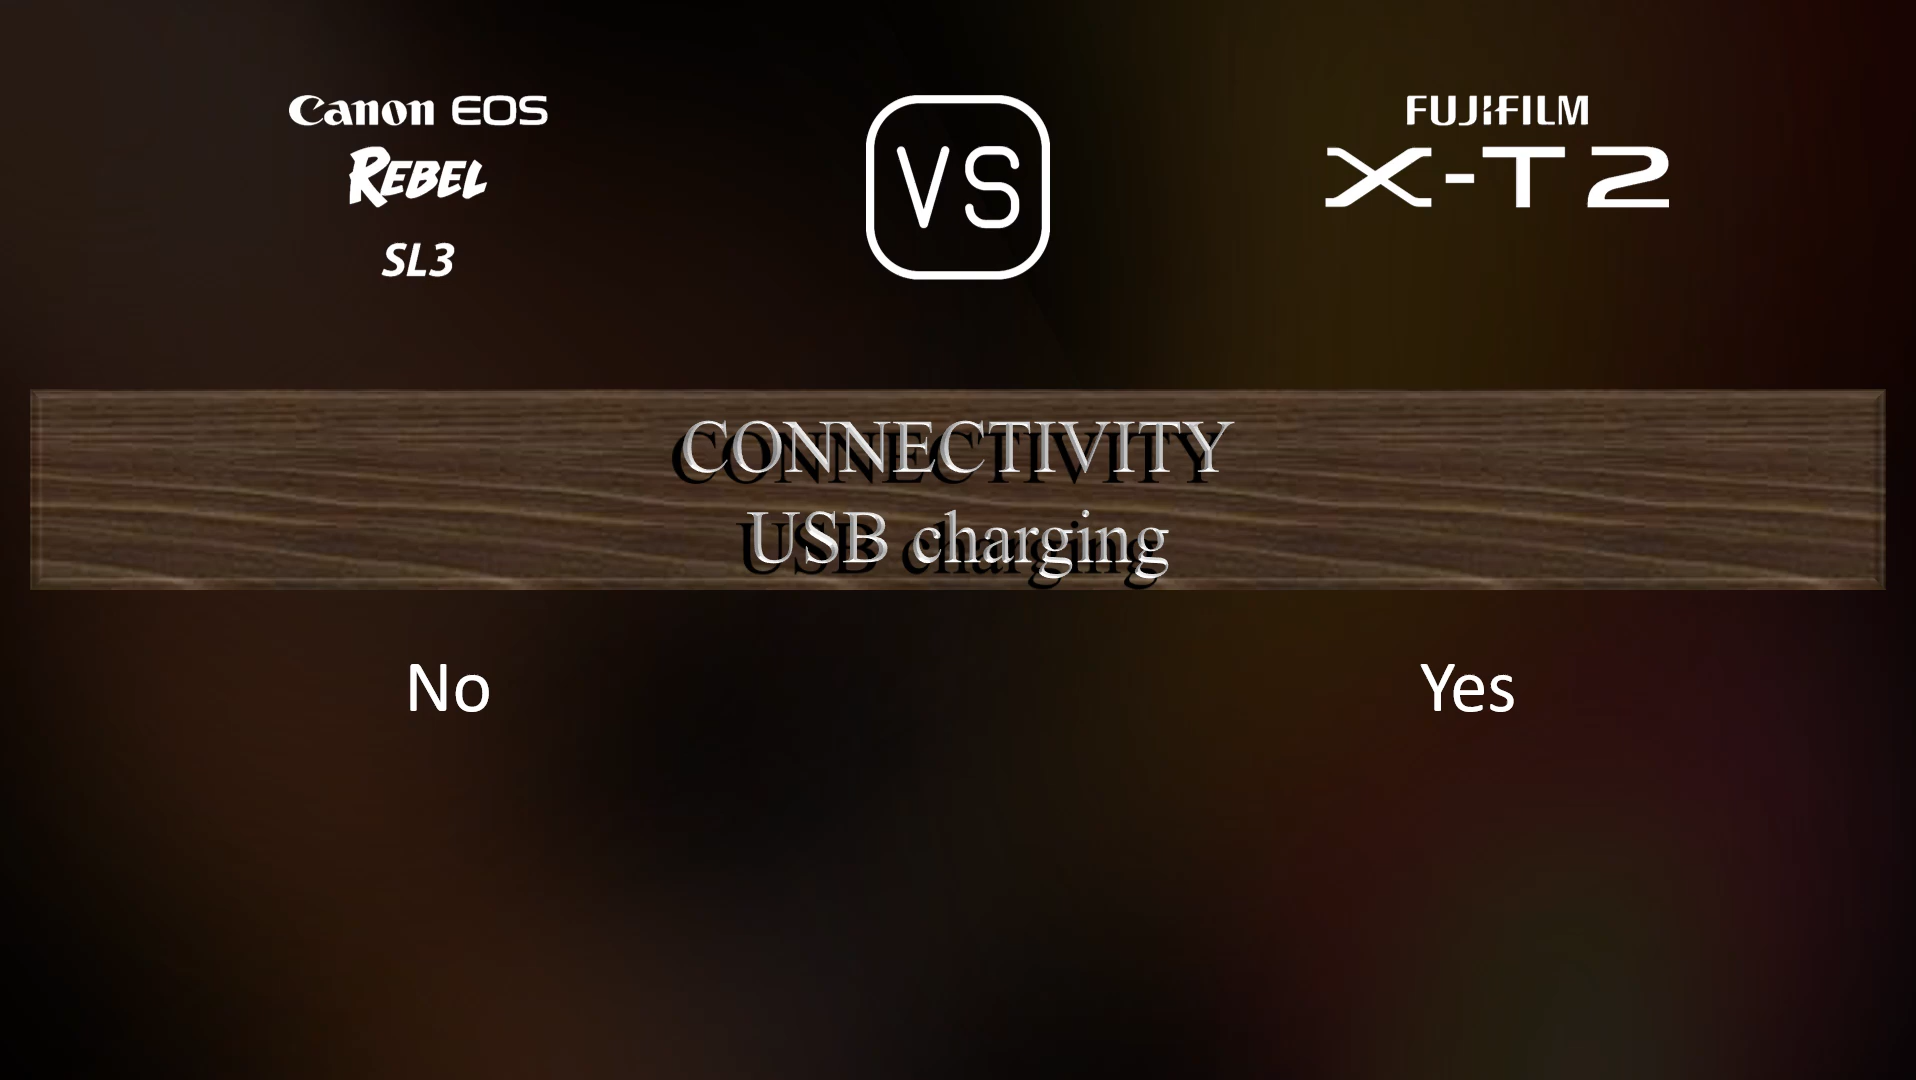 Canon EOS
REBEL
SL3
VS
FUJIFILM
X-T2
CONNECTIVITY
USB charging
No
Yes